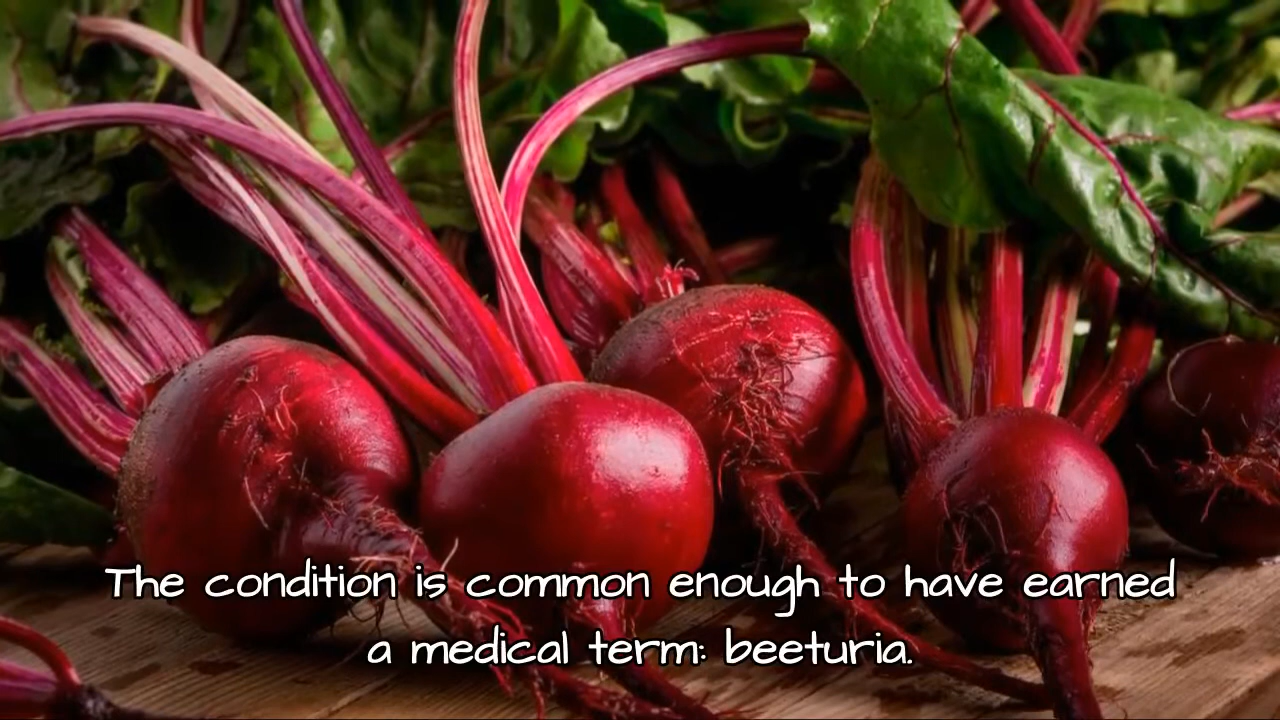 The condition is common enough to have earned
a medical term: beeturia.